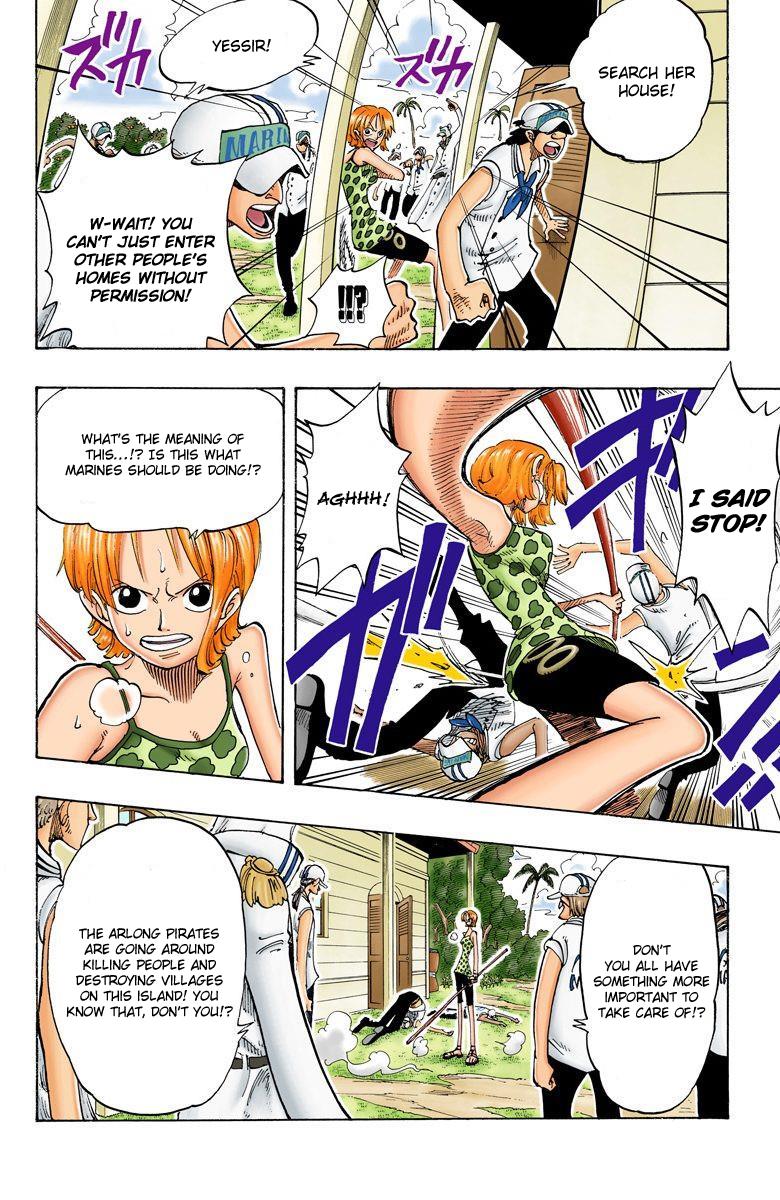 SEARCH HER
HOUSE!
YESSIR!
ズカ
ズカ
MARIN
W-WAIT! YOU
CAN'T JUST ENTER
OTHER PEOPLE'S
HOMES WITHOUT
PERMISSION!
!!?
I SAID
STOP!
AGHHH!
WHAT'S THE MEANING OF
THIS...!? IS THIS WHAT
MARINES SHOULD BE DOING!?
DON'T
YOU ALL HAVE
SOMETHING MORE
IMPORTANT TO
TAKE CARE OF!?
THE ARLONG PIRATES
ARE GOING AROUND
KILLING PEOPLE AND
DESTROYING VILLAGES
ON THIS ISLAND! YOU
KNOW THAT, DON'T YOU!?